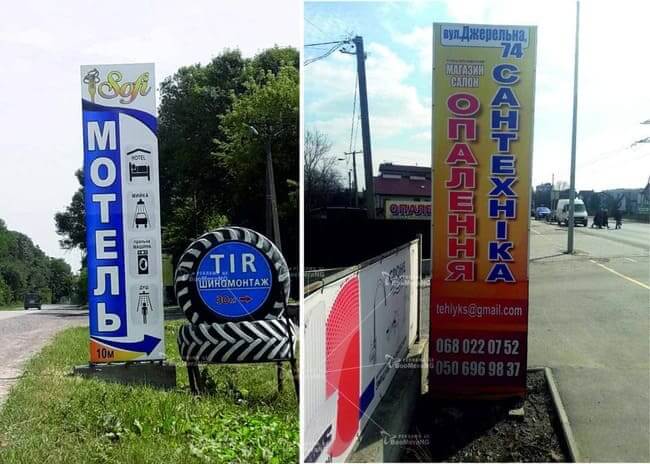 Sofi
МОТЕЛЬ
HOTEL
МИЙКА
ПРАЛЬНА
МАШИНА
ДУШ
10м
TIR
ШИНОМОНТАЖ
30м
вул.Джерельна,
74
МАГАЗИН
САЛОН
ОПАЛЕННЯ
САНТЕХНІКА
tehlyks@gmail.com
068 022 07 52
050 696 98 37
ОПАЛЕ